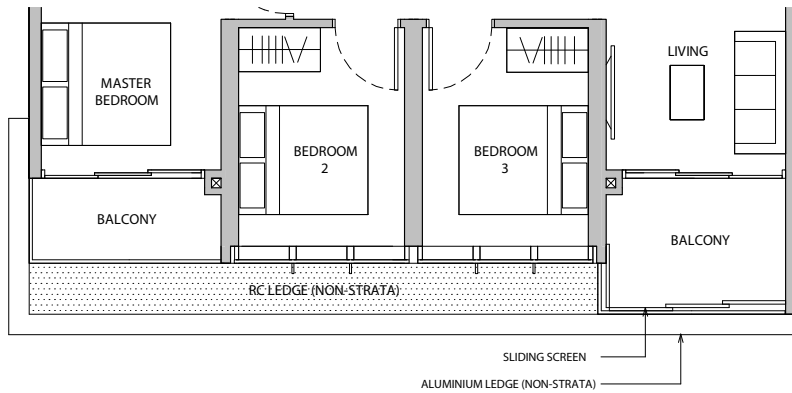 LIVING
MASTER
BEDROOM
BEDROOM
2
BEDROOM
3
BALCONY
BALCONY
RC LEDGE (NON-STRATA)
SLIDING SCREEN
ALUMINIUM LEDGE (NON-STRATA)